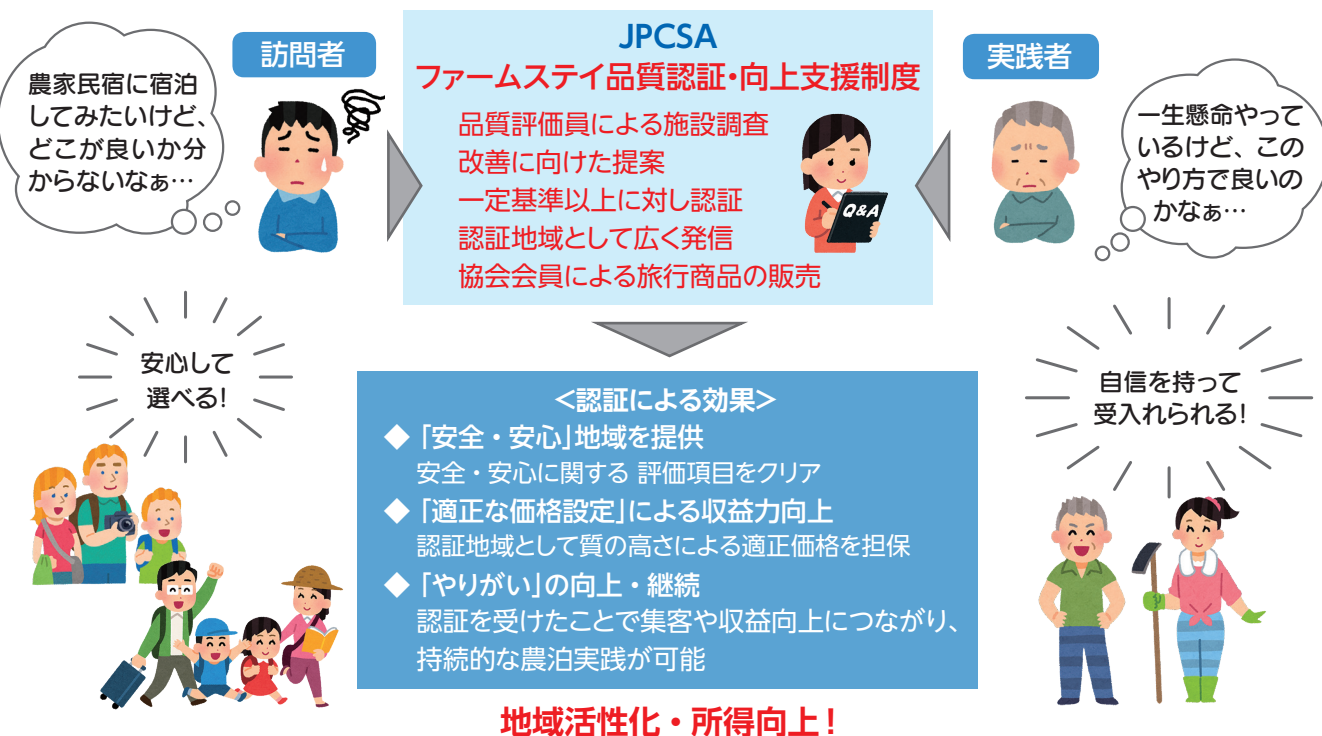 訪問者
農家民宿に宿泊
してみたいけど、
どこが良いか分
からないなぁ…
JPCSA
ファームステイ品質認証・向上支援制度
品質評価員による施設調査
改善に向けた提案
一定基準以上に対し認証
認証地域として広く発信
協会会員による旅行商品の販売
Q&A
実践者
一生懸命やって
いるけど、この
やり方で良いの
かなぁ…
安心して
選べる!
<認証による効果>
◆「安全・安心」地域を提供
安全・安心に関する 評価項目をクリア
◆「適正な価格設定」による収益力向上
認証地域として質の高さによる適正価格を担保
◆「やりがい」の向上・継続
認証を受けたことで集客や収益向上につながり、
持続的な農泊実践が可能
自信を持って
受入れられる!
地域活性化・所得向上!